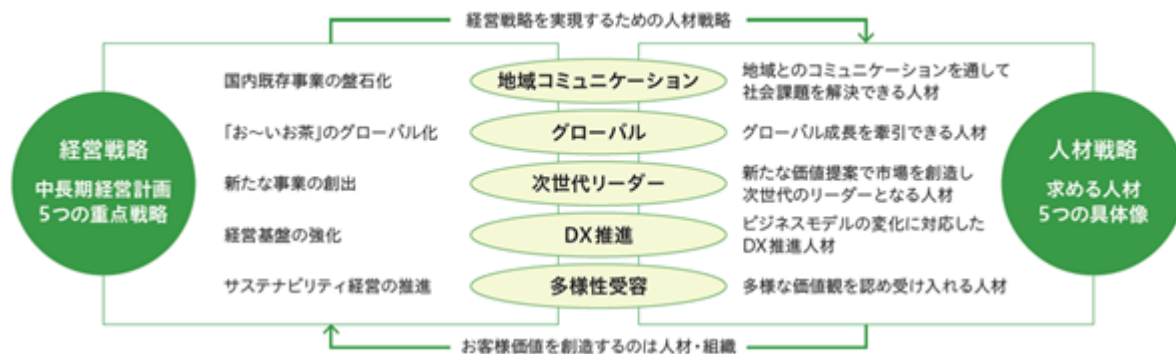 経営戦略を実現するための人材戦略
経営戦略
中長期経営計画
5つの重点戦略
国内既存事業の盤石化
地域コミュニケーション
地域とのコミュニケーションを通して
社会課題を解決できる人材
「お～いお茶」のグローバル化
グローバル
グローバル成長を牽引できる人材
新たな事業の創出
次世代リーダー
新たな価値提案で市場を創造し
次世代のリーダーとなる人材
経営基盤の強化
DX推進
ビジネスモデルの変化に対応した
DX推進人材
サステナビリティ経営の推進
多様性受容
多様な価値観を認め受け入れる人材
人材戦略
求める人材
5つの具体像
お客様価値を創造するのは人材・組織